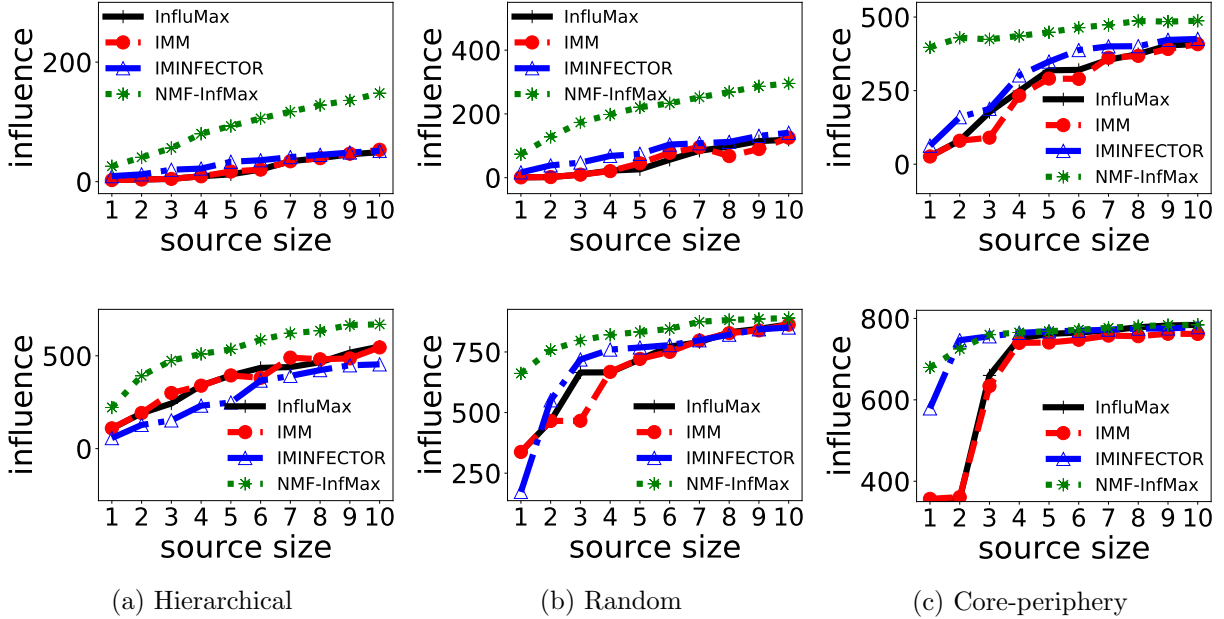 influence
200
0
InfluMax
IMM
IMINFECTOR
NMF-InfMax
1 2 3 4 5 6 7 8 9 10
source size
influence
400
200
0
InfluMax
IMM
IMINFECTOR
NMF-InfMax
1 2 3 4 5 6 7 8 9 10
source size
influence
500
250
0
InfluMax
IMM
IMINFECTOR
NMF-InfMax
1 2 3 4 5 6 7 8 9 10
source size
influence
500
0
InfluMax
IMM
IMINFECTOR
NMF-InfMax
1 2 3 4 5 6 7 8 9 10
source size
influence
750
500
250
InfluMax
IMM
IMINFECTOR
NMF-InfMax
1 2 3 4 5 6 7 8 9 10
source size
influence
800
600
400
InfluMax
IMM
IMINFECTOR
NMF-InfMax
1 2 3 4 5 6 7 8 9 10
source size
(a) Hierarchical
(b) Random
(c) Core-periphery